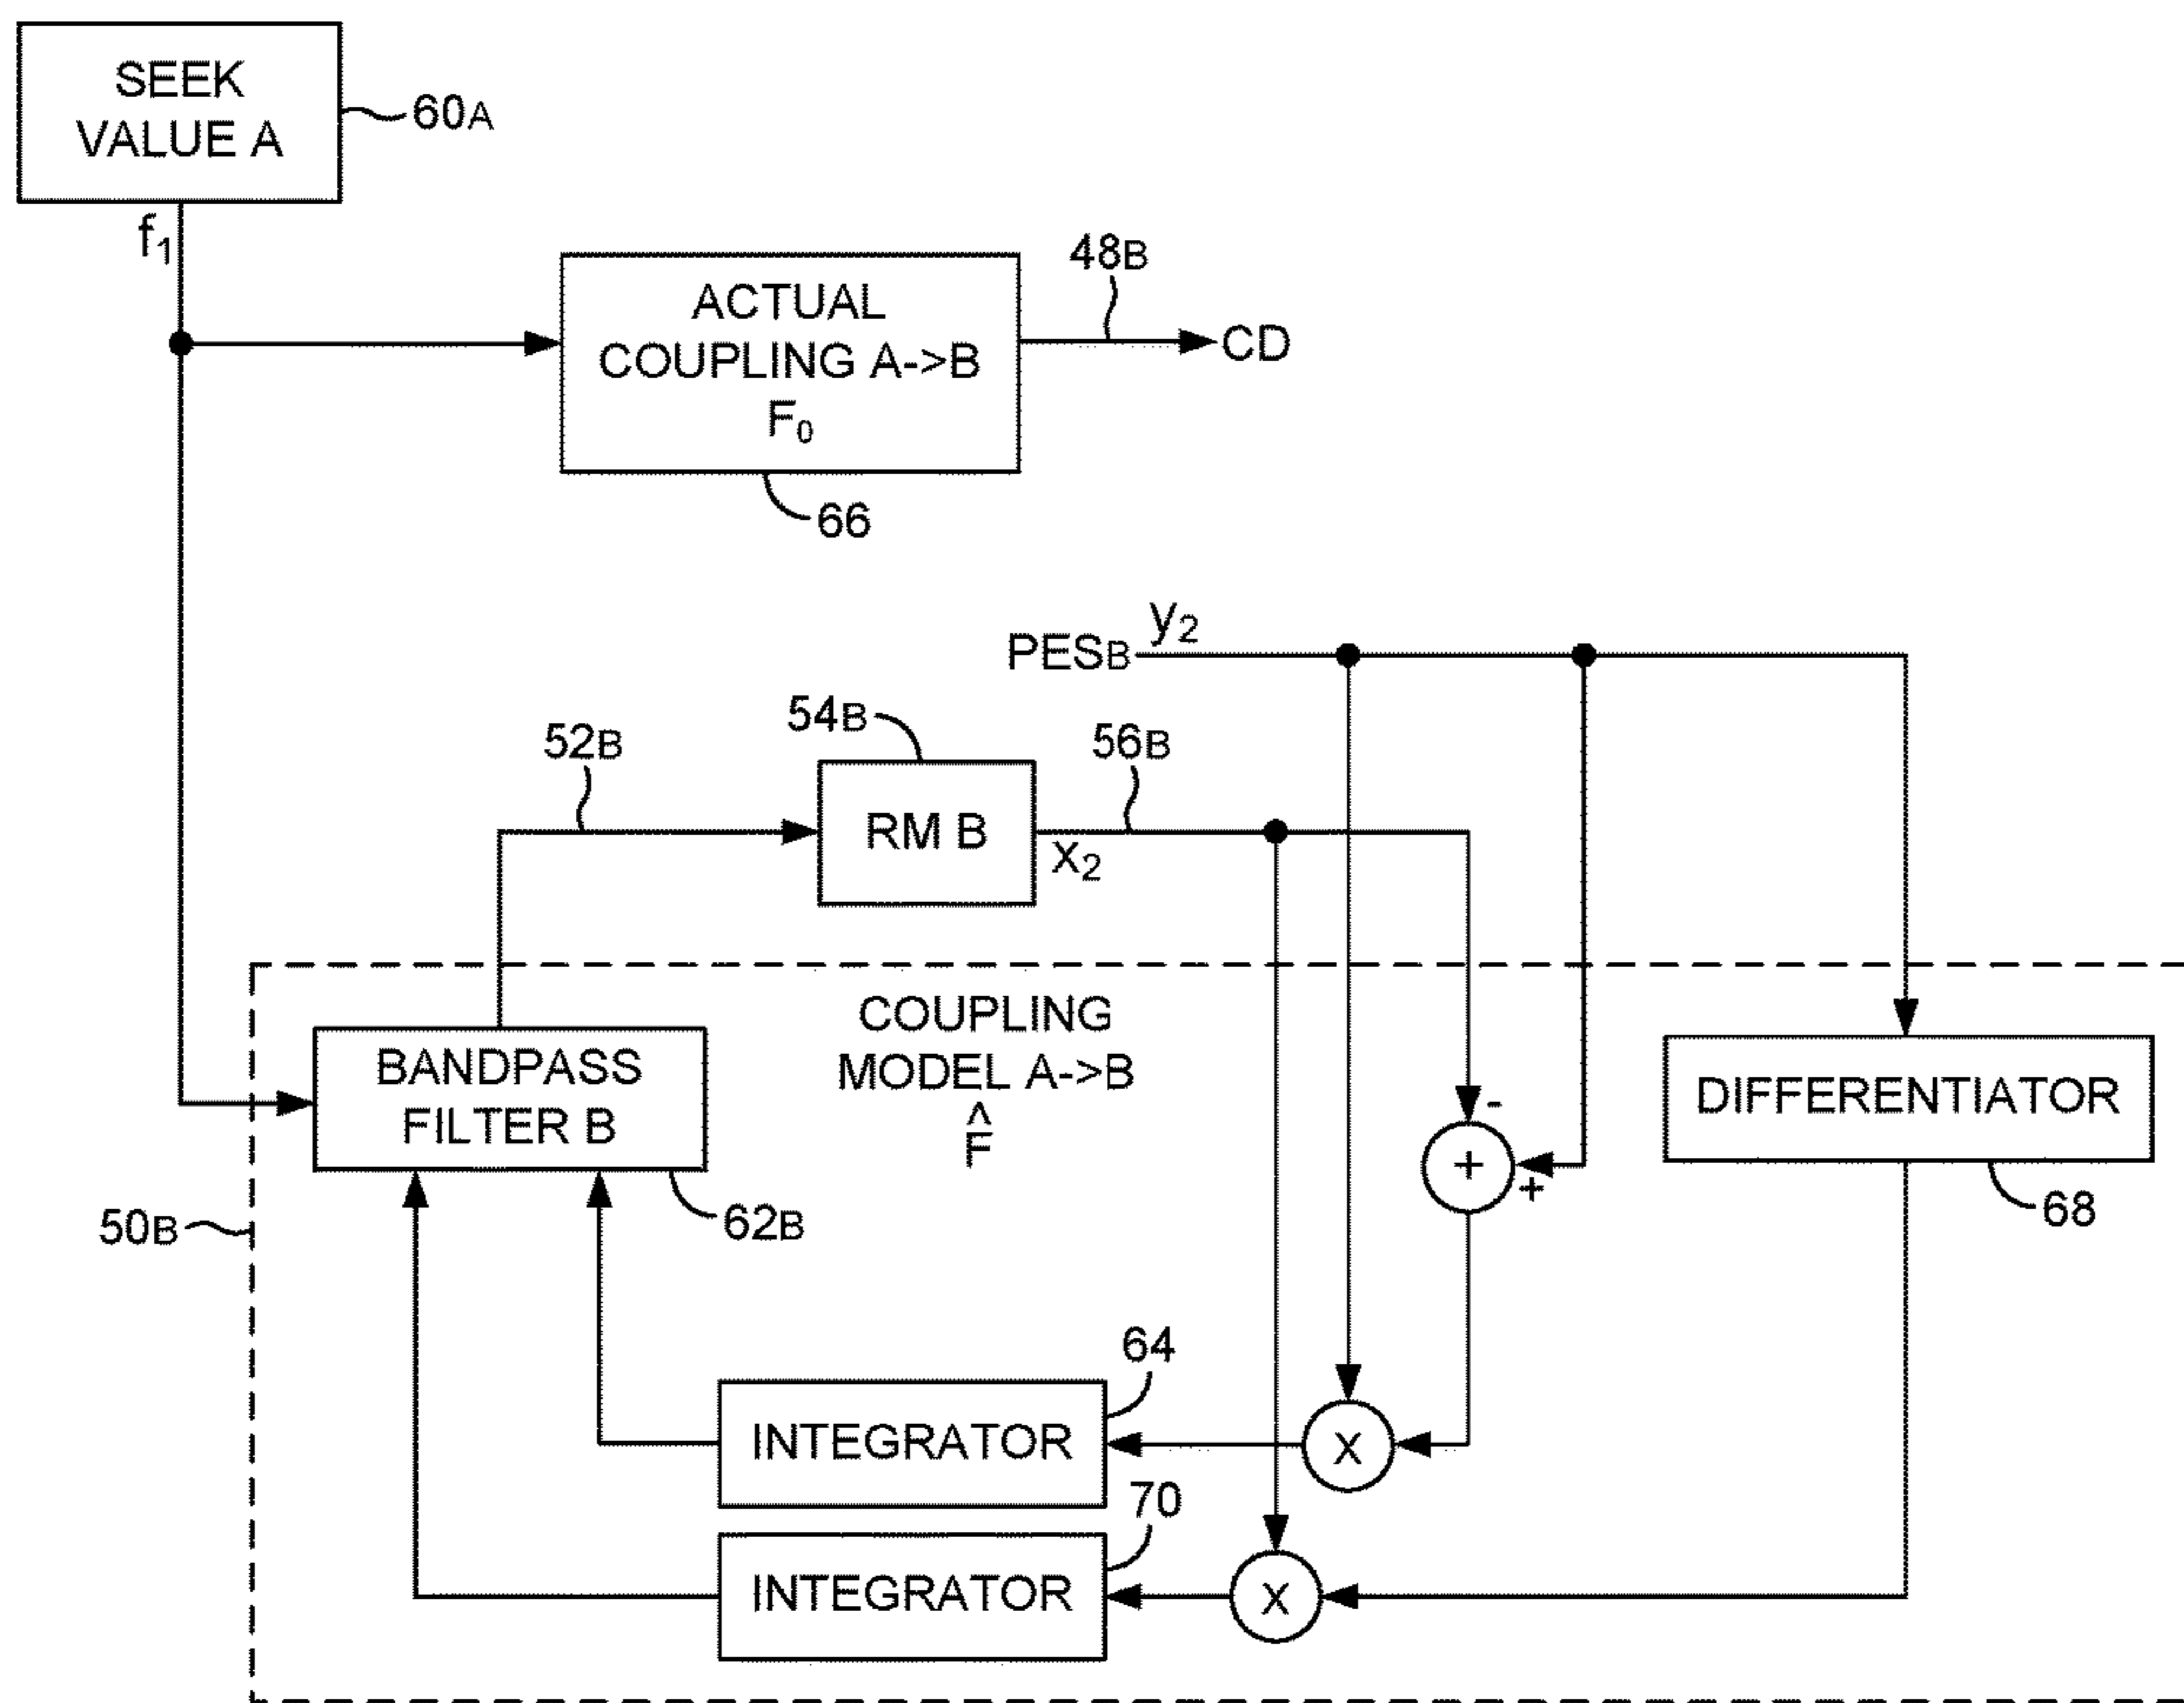 SEEK
VALUE A
60A
f₁
ACTUAL
COUPLING A->B
F₀
48B
CD
66
y₂
PESB
54B
52B
56B
RM B
x₂
COUPLING
MODEL A->B
F̂
BANDPASS
FILTER B
DIFFERENTIATOR
-
+
+
50B
62B
68
64
INTEGRATOR
X
70
INTEGRATOR
X